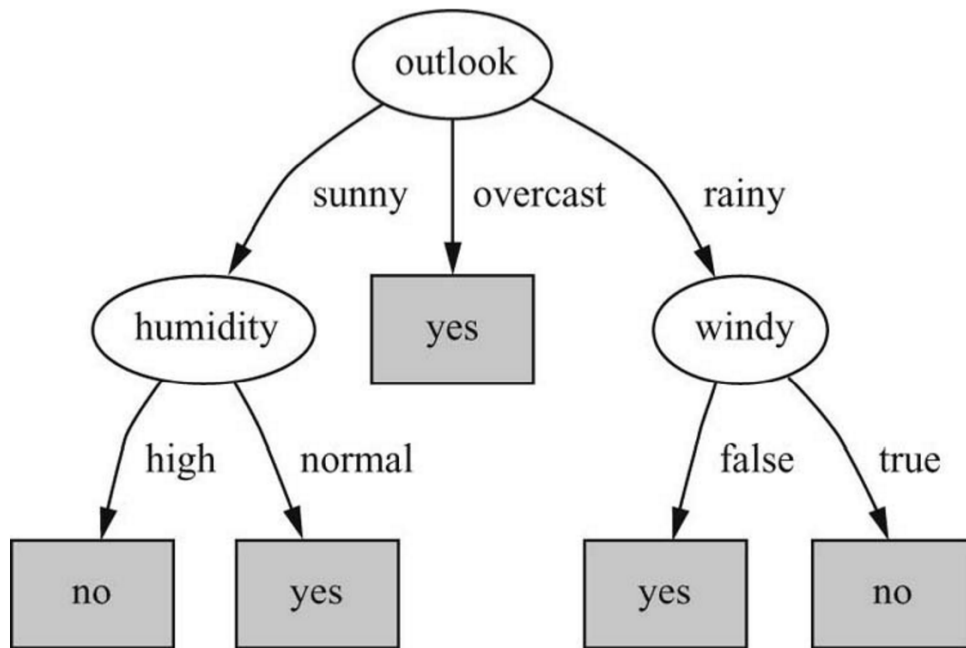 outlook
sunny overcast rainy
humidity yes windy
high normal false true
no yes yes no